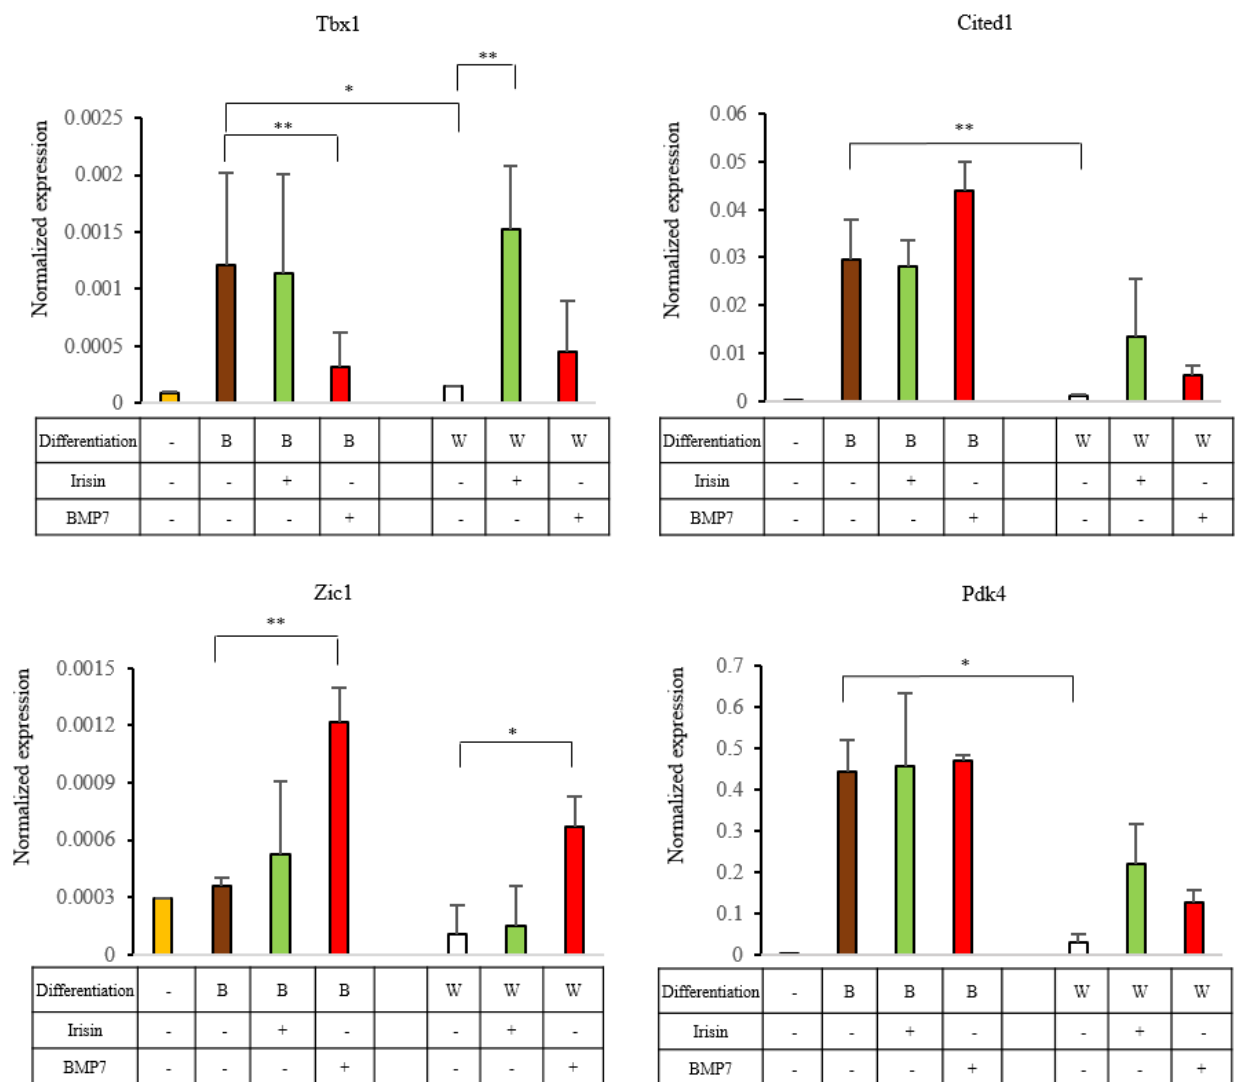 Tbx1
**
*
**
Normalized expression
0.0025
0.002
0.0015
0.001
0.0005
0
Differentiation - B B B W W W
Irisin - - + - - + -
BMP7 - - - + - - +
Cited1
**
Normalized expression
0.06
0.05
0.04
0.03
0.02
0.01
0
Differentiation - B B B W W W
Irisin - - + - - + -
BMP7 - - - + - - +
Zic1
**
*
Normalized expression
0.0015
0.0012
0.0009
0.0006
0.0003
0
Differentiation - B B B W W W
Irisin - - + - - + -
BMP7 - - - + - - +
Pdk4
*
Normalized expression
0.7
0.6
0.5
0.4
0.3
0.2
0.1
0
Differentiation - B B B W W W
Irisin - - + - - + -
BMP7 - - - + - - +